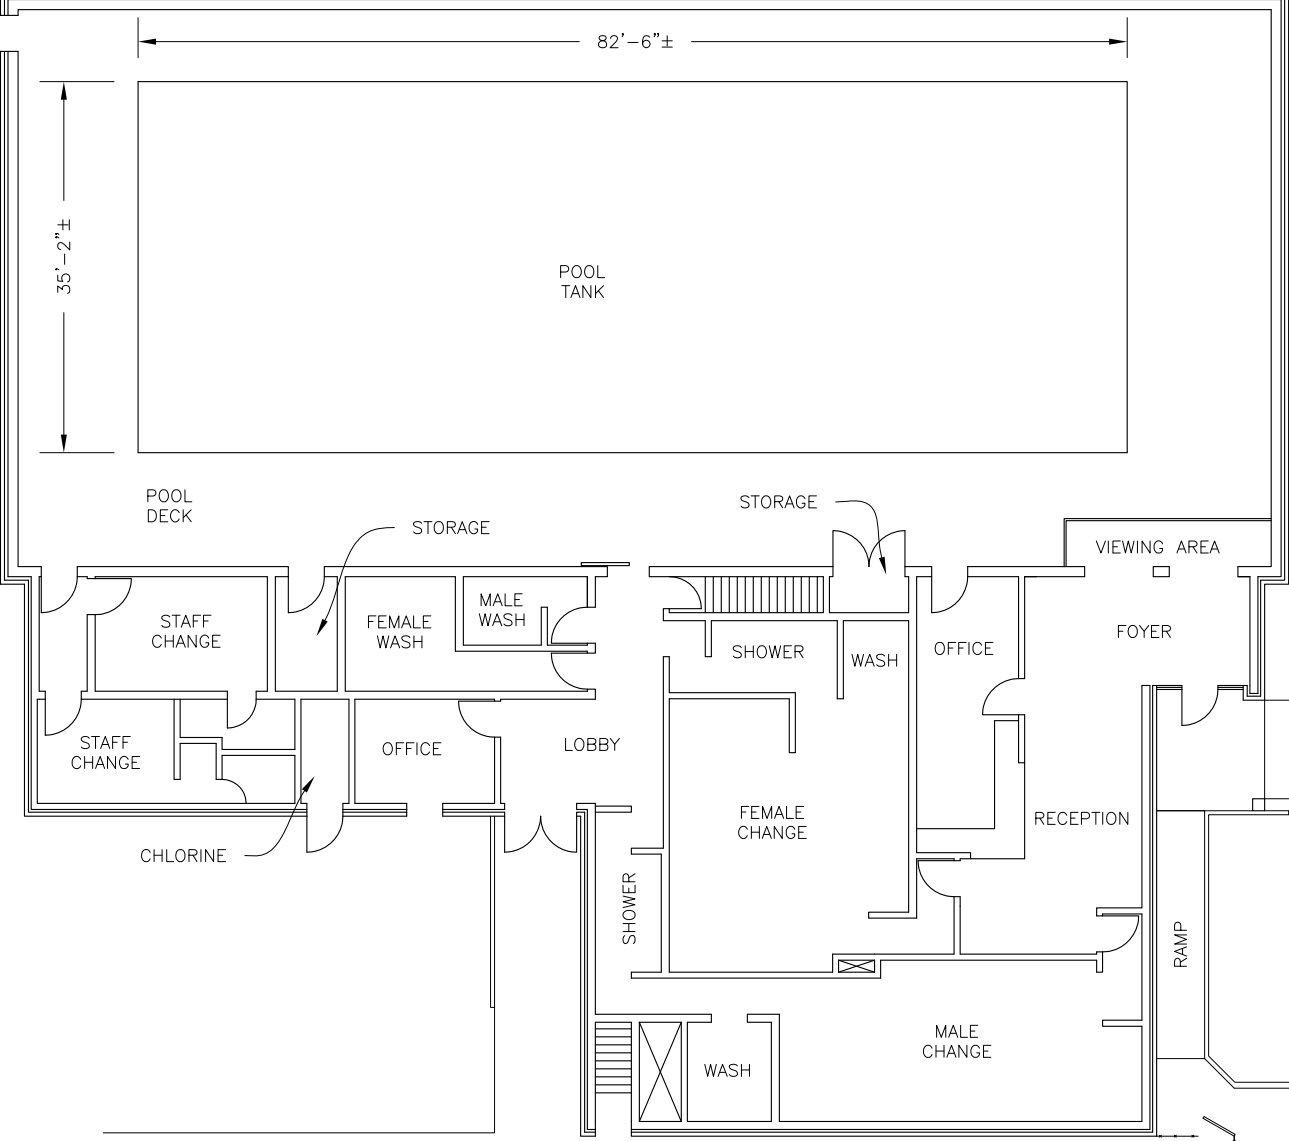 82'-6"±
35'-2"±
POOL
TANK
POOL
DECK
STORAGE
STORAGE
VIEWING AREA
STAFF
CHANGE
FEMALE
WASH
MALE
WASH
SHOWER
WASH
OFFICE
FOYER
STAFF
CHANGE
OFFICE
LOBBY
FEMALE
CHANGE
RECEPTION
CHLORINE
SHOWER
RAMP
MALE
CHANGE
WASH